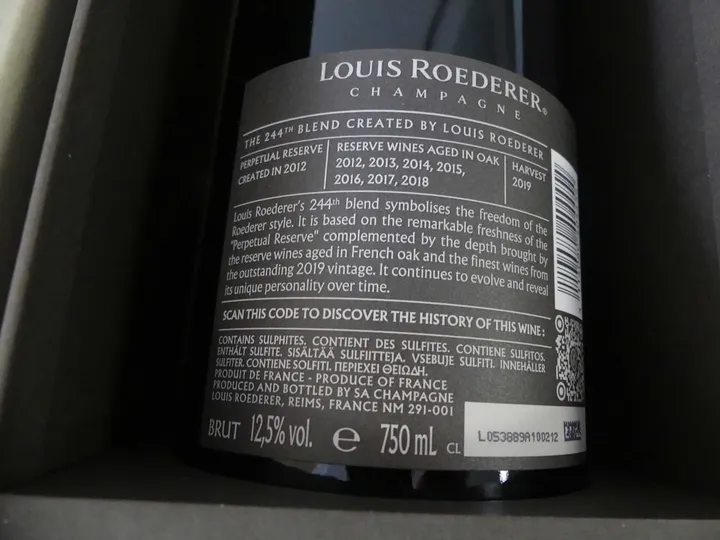 LOUIS ROEDERER®
CHAMPAGNE
THE 244TH BLEND CREATED BY LOUIS ROEDERER
PERPETUAL RESERVE
CREATED IN 2012
RESERVE WINES AGED IN OAK
2012, 2013, 2014, 2015,
2016, 2017, 2018
HARVEST
2019
Louis Roederer's 244th blend symbolises the freedom of the
Roederer style. It is based on the remarkable freshness of the
"Perpetual Reserve" complemented by the depth brought by
the reserve wines aged in French oak and the finest wines from
the outstanding 2019 vintage. It continues to evolve and reveal
its unique personality over time.
SCAN THIS CODE TO DISCOVER THE HISTORY OF THIS WINE :
CONTAINS SULPHITES. CONTIENT DES SULFITES. CONTIENE SULFITOS.
ENTHÄLT SULFITE. SISÄLTÄÄ SULFIITTEJA. VSEBUJE SULFITI. INNEHÅLLER
SULFITER. CONTIENE SOLFITI. ΠΕΡΙΕΧΕΙ ΘΕΙΩΔΗ.
PRODUIT DE FRANCE - PRODUCE OF FRANCE
PRODUCED AND BOTTLED BY SA CHAMPAGNE
LOUIS ROEDERER, REIMS, FRANCE NM 291-001
BRUT 12,5% vol. ℮ 750 mL CL
L053889A100212